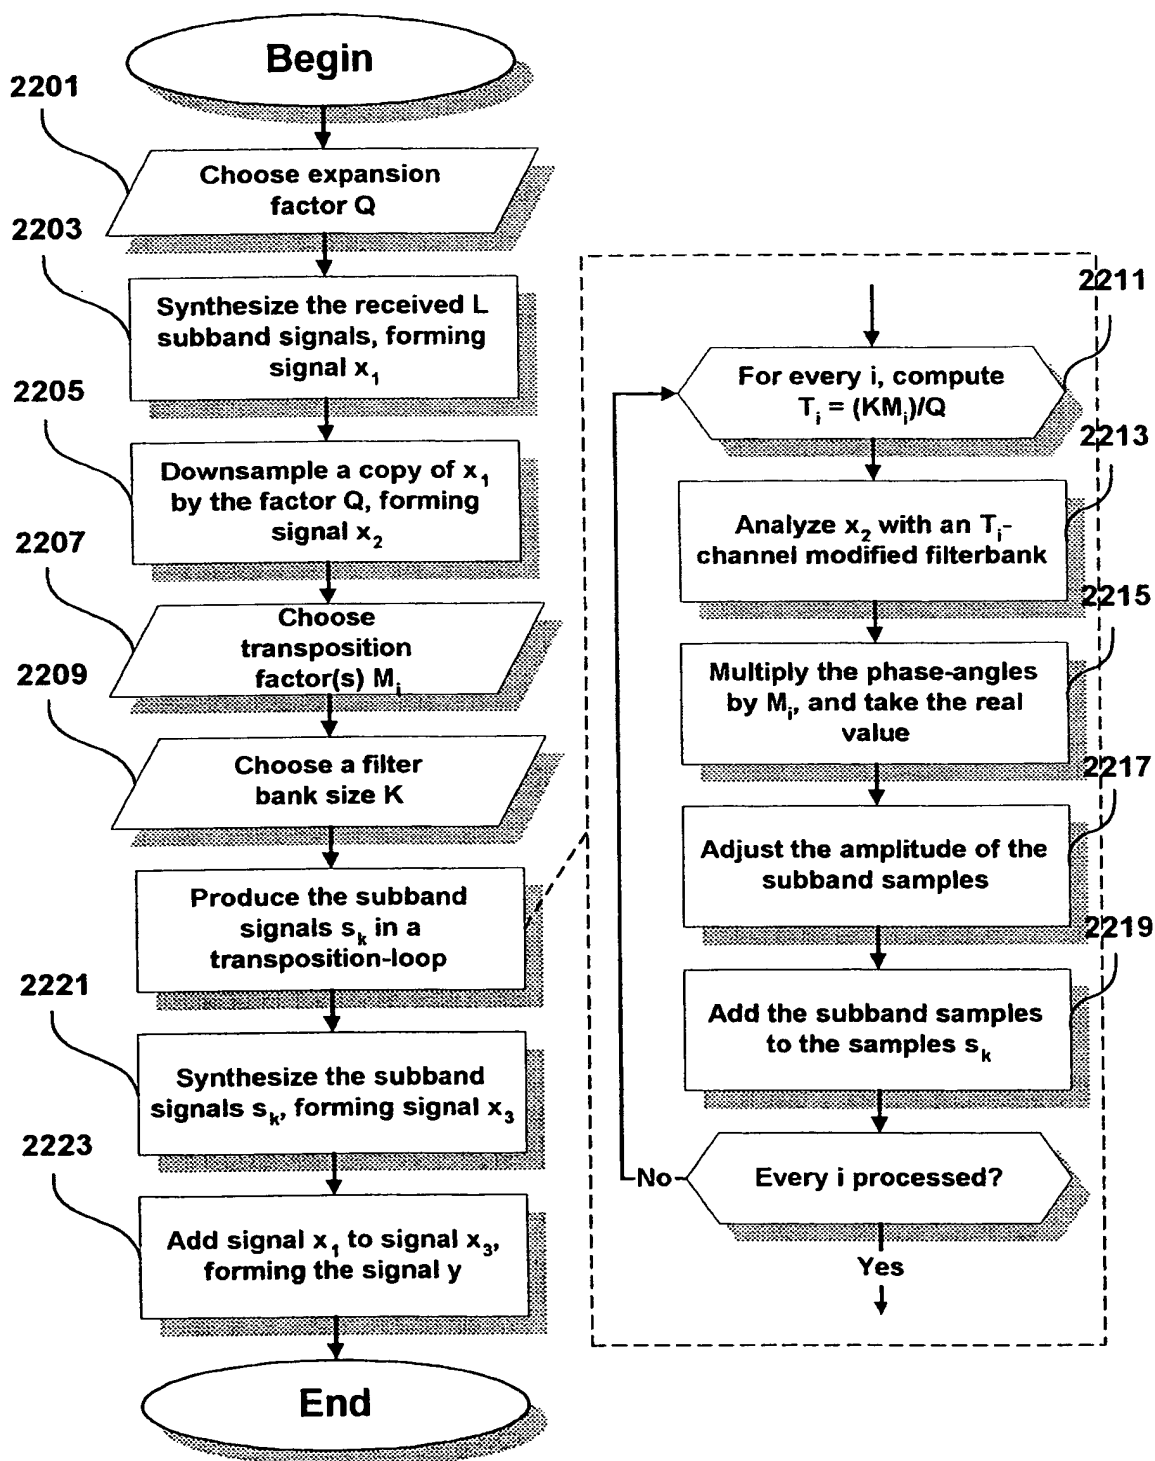 Begin
2201
Choose expansion
factor Q
2203
Synthesize the received L
subband signals, forming
signal x₁
2205
Downsample a copy of x₁
by the factor Q, forming
signal x₂
2207
Choose
transposition
factor(s) Mᵢ
2209
Choose a filter
bank size K
Produce the subband
signals sₖ in a
transposition-loop
2221
Synthesize the subband
signals sₖ, forming signal x₃
2223
Add signal x₁ to signal x₃,
forming the signal y
End
2211
For every i, compute
Tᵢ = (KMᵢ)/Q
2213
Analyze x₂ with an Tᵢ-
channel modified filterbank
2215
Multiply the phase-angles
by Mᵢ, and take the real
value
2217
Adjust the amplitude of the
subband samples
2219
Add the subband samples
to the samples sₖ
Every i processed?
No
Yes